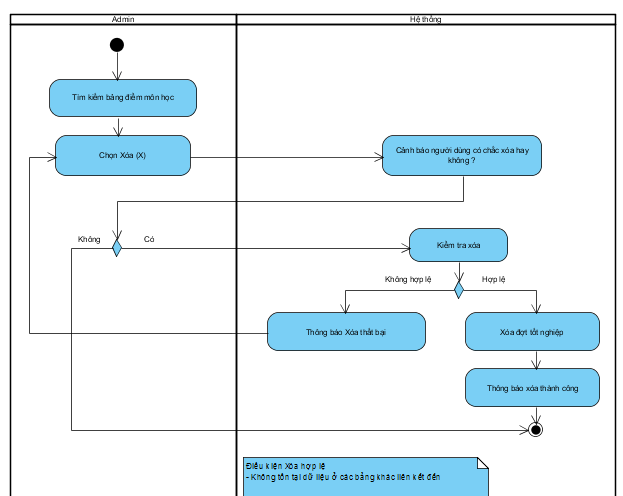 Admin
Hệ thống
Tìm kiếm bảng điểm môn học
Chọn Xóa (X)
Cảnh báo người dùng có chắc xóa hay
không ?
Không
Có
Kiểm tra xóa
Không hợp lệ
Hợp lệ
Thông báo Xóa thất bại
Xóa đợt tốt nghiệp
Thông báo xóa thành công
Điều kiện Xóa hợp lệ
- Không tồn tại dữ liệu ở các bảng khác liên kết đến